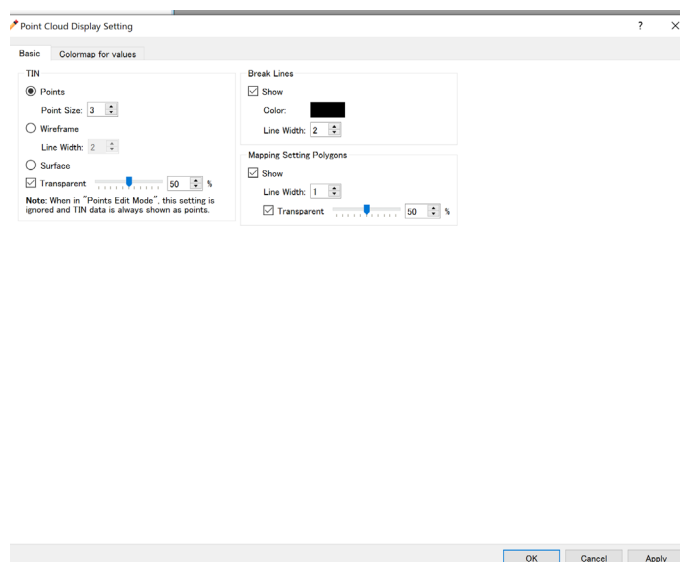 Point Cloud Display Setting
?
Basic
Colormap for values
TIN
Points
Point Size: 3
Wireframe
Line Width: 2
Surface
Transparent 50 %
Note: When in "Points Edit Mode", this setting is
ignored and TIN data is always shown as points.
Break Lines
Show
Color:
Line Width: 2
Mapping Setting Polygons
Show
Line Width: 1
Transparent 50 %
OK
Cancel
Apply